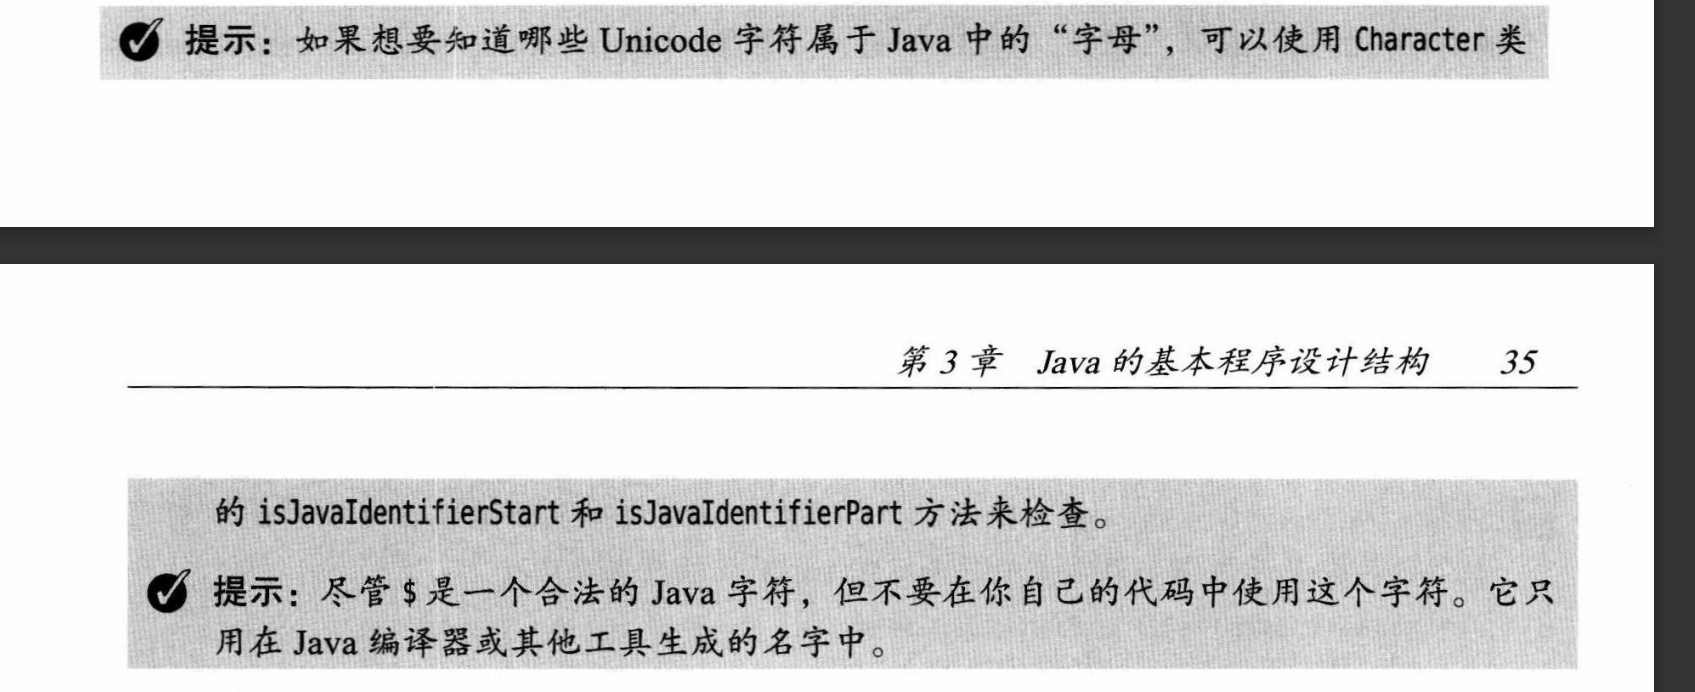 提示：如果想要知道哪些 Unicode 字符属于 Java 中的“字母”，可以使用 Character 类
第 3 章 Java 的基本程序设计结构 35
的 isJavaIdentifierStart 和 isJavaIdentifierPart 方法来检查。
提示：尽管 $ 是一个合法的 Java 字符，但不要在你自己的代码中使用这个字符。它只
用在 Java 编译器或其他工具生成的名字中。